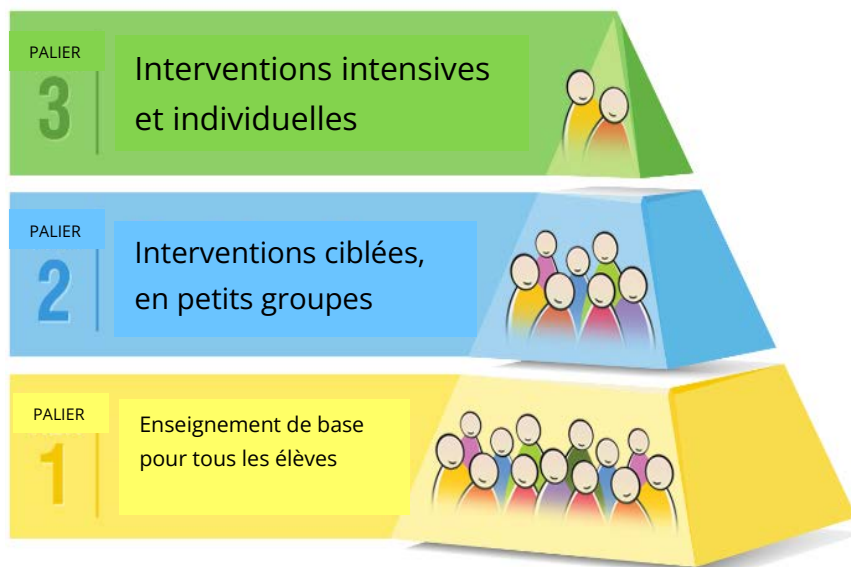 PALIER
3
Interventions intensives
et individuelles
PALIER
2
Interventions ciblées,
en petits groupes
PALIER
1
Enseignement de base
pour tous les élèves